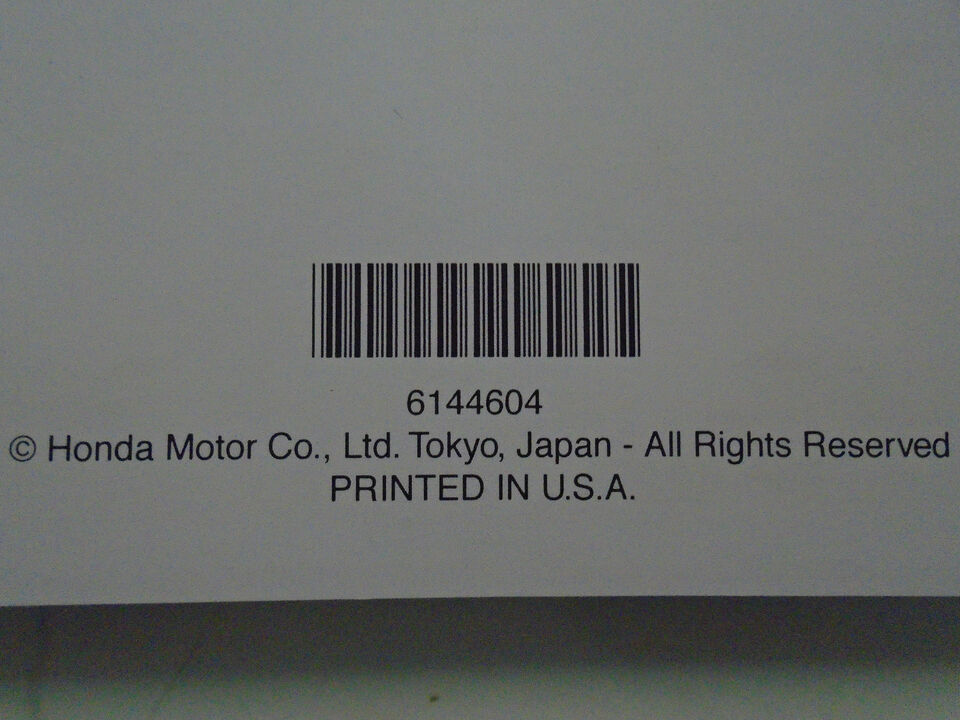 6144604
© Honda Motor Co., Ltd. Tokyo, Japan - All Rights Reserved
PRINTED IN U.S.A.